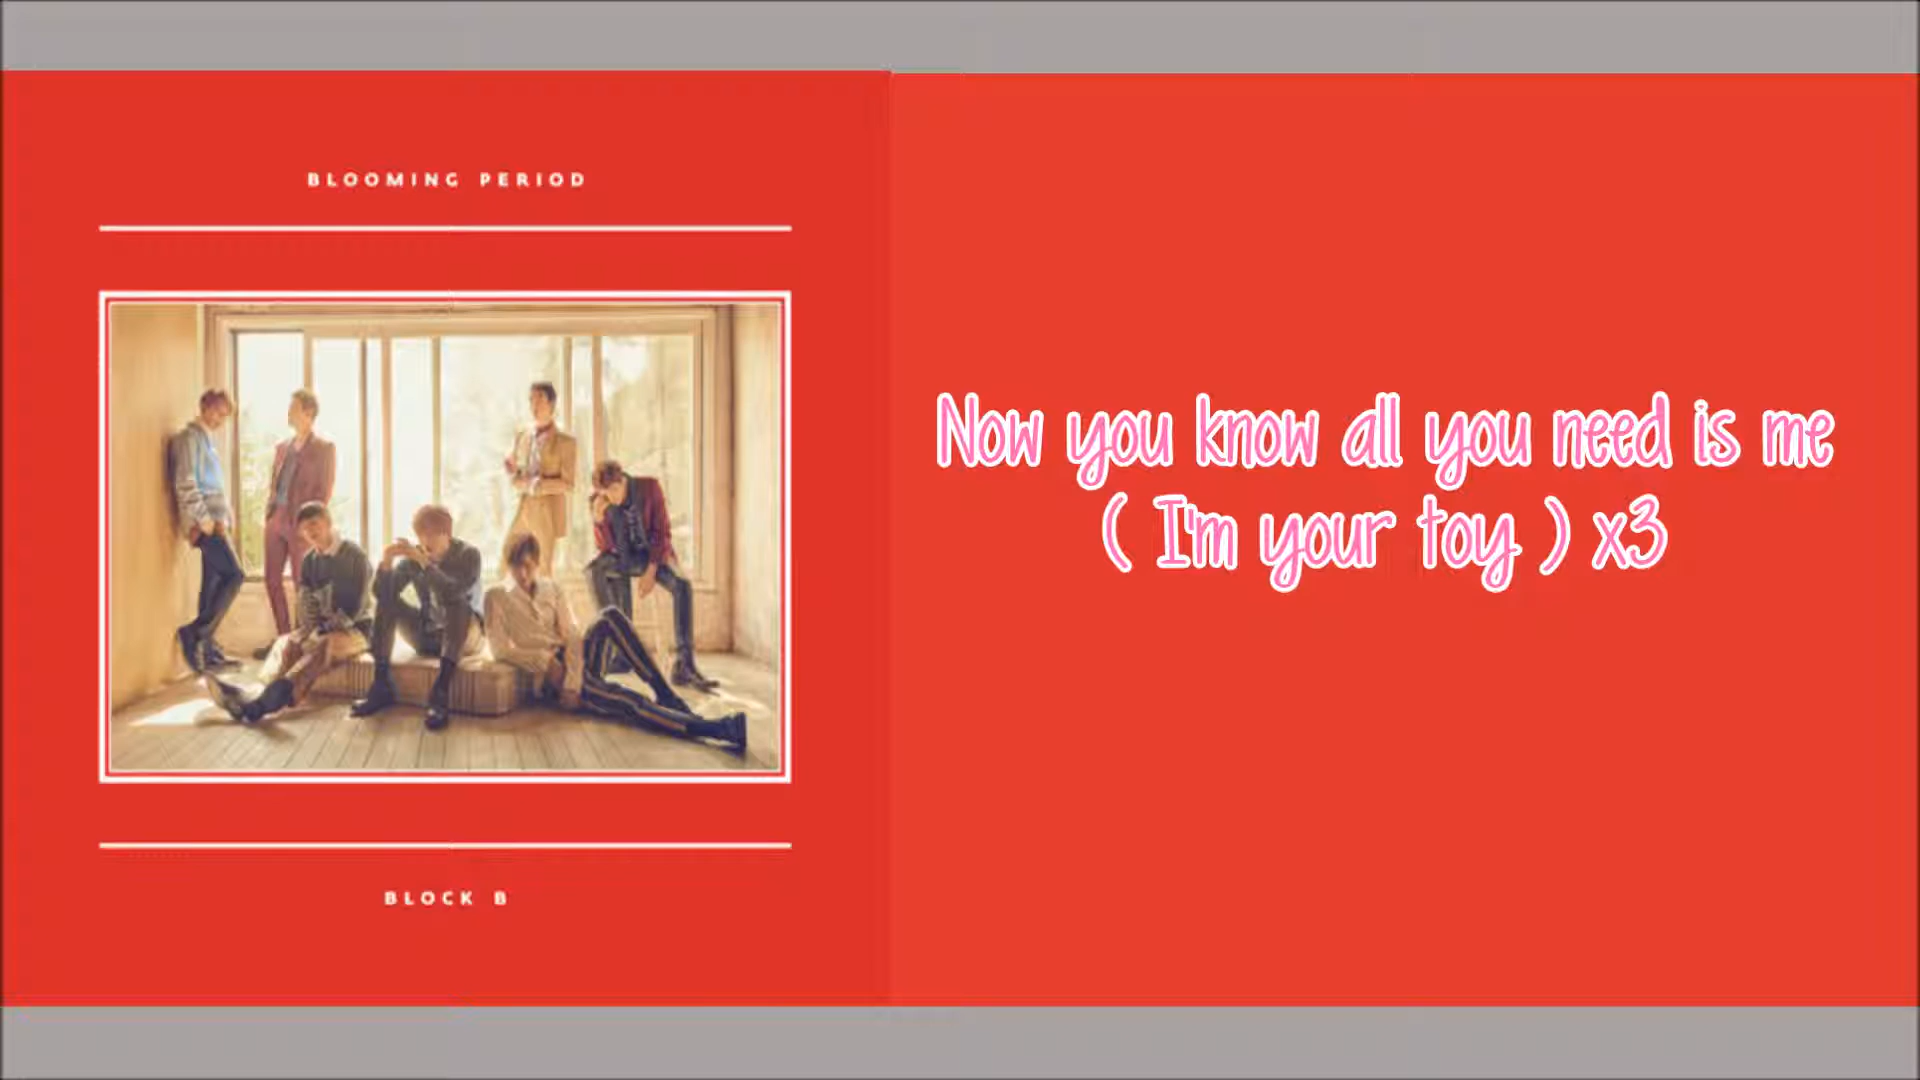 BLOOMING PERIOD
Now you know all you need is me
( I'm your toy ) x3
BLOCK B